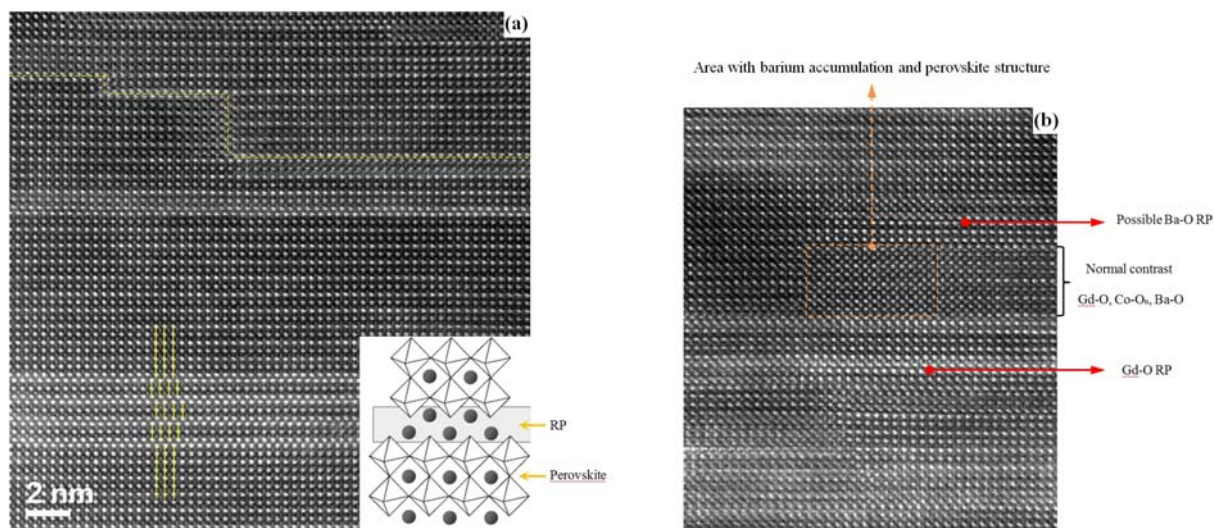 (a)
2 nm
RP
Perovskite
Area with barium accumulation and perovskite structure
(b)
Possible Ba-O RP
Normal contrast
Gd-O, Co-Oₙ, Ba-O
Gd-O RP